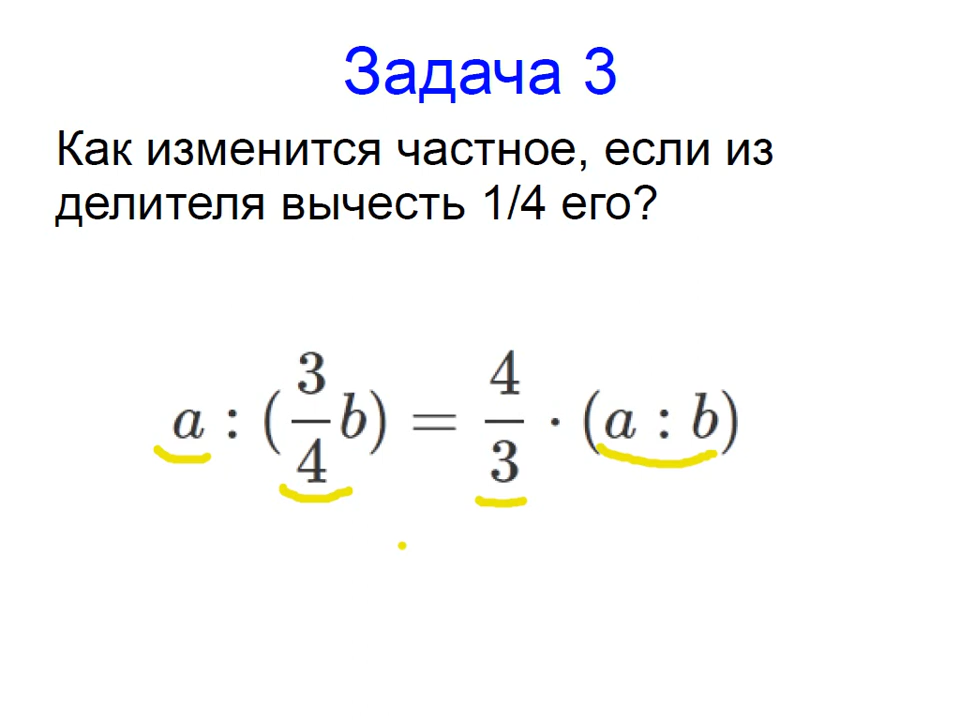 Задача 3
Как изменится частное, если из
делителя вычесть 1/4 его?
a : (3/4 b) = 4/3 · (a : b)